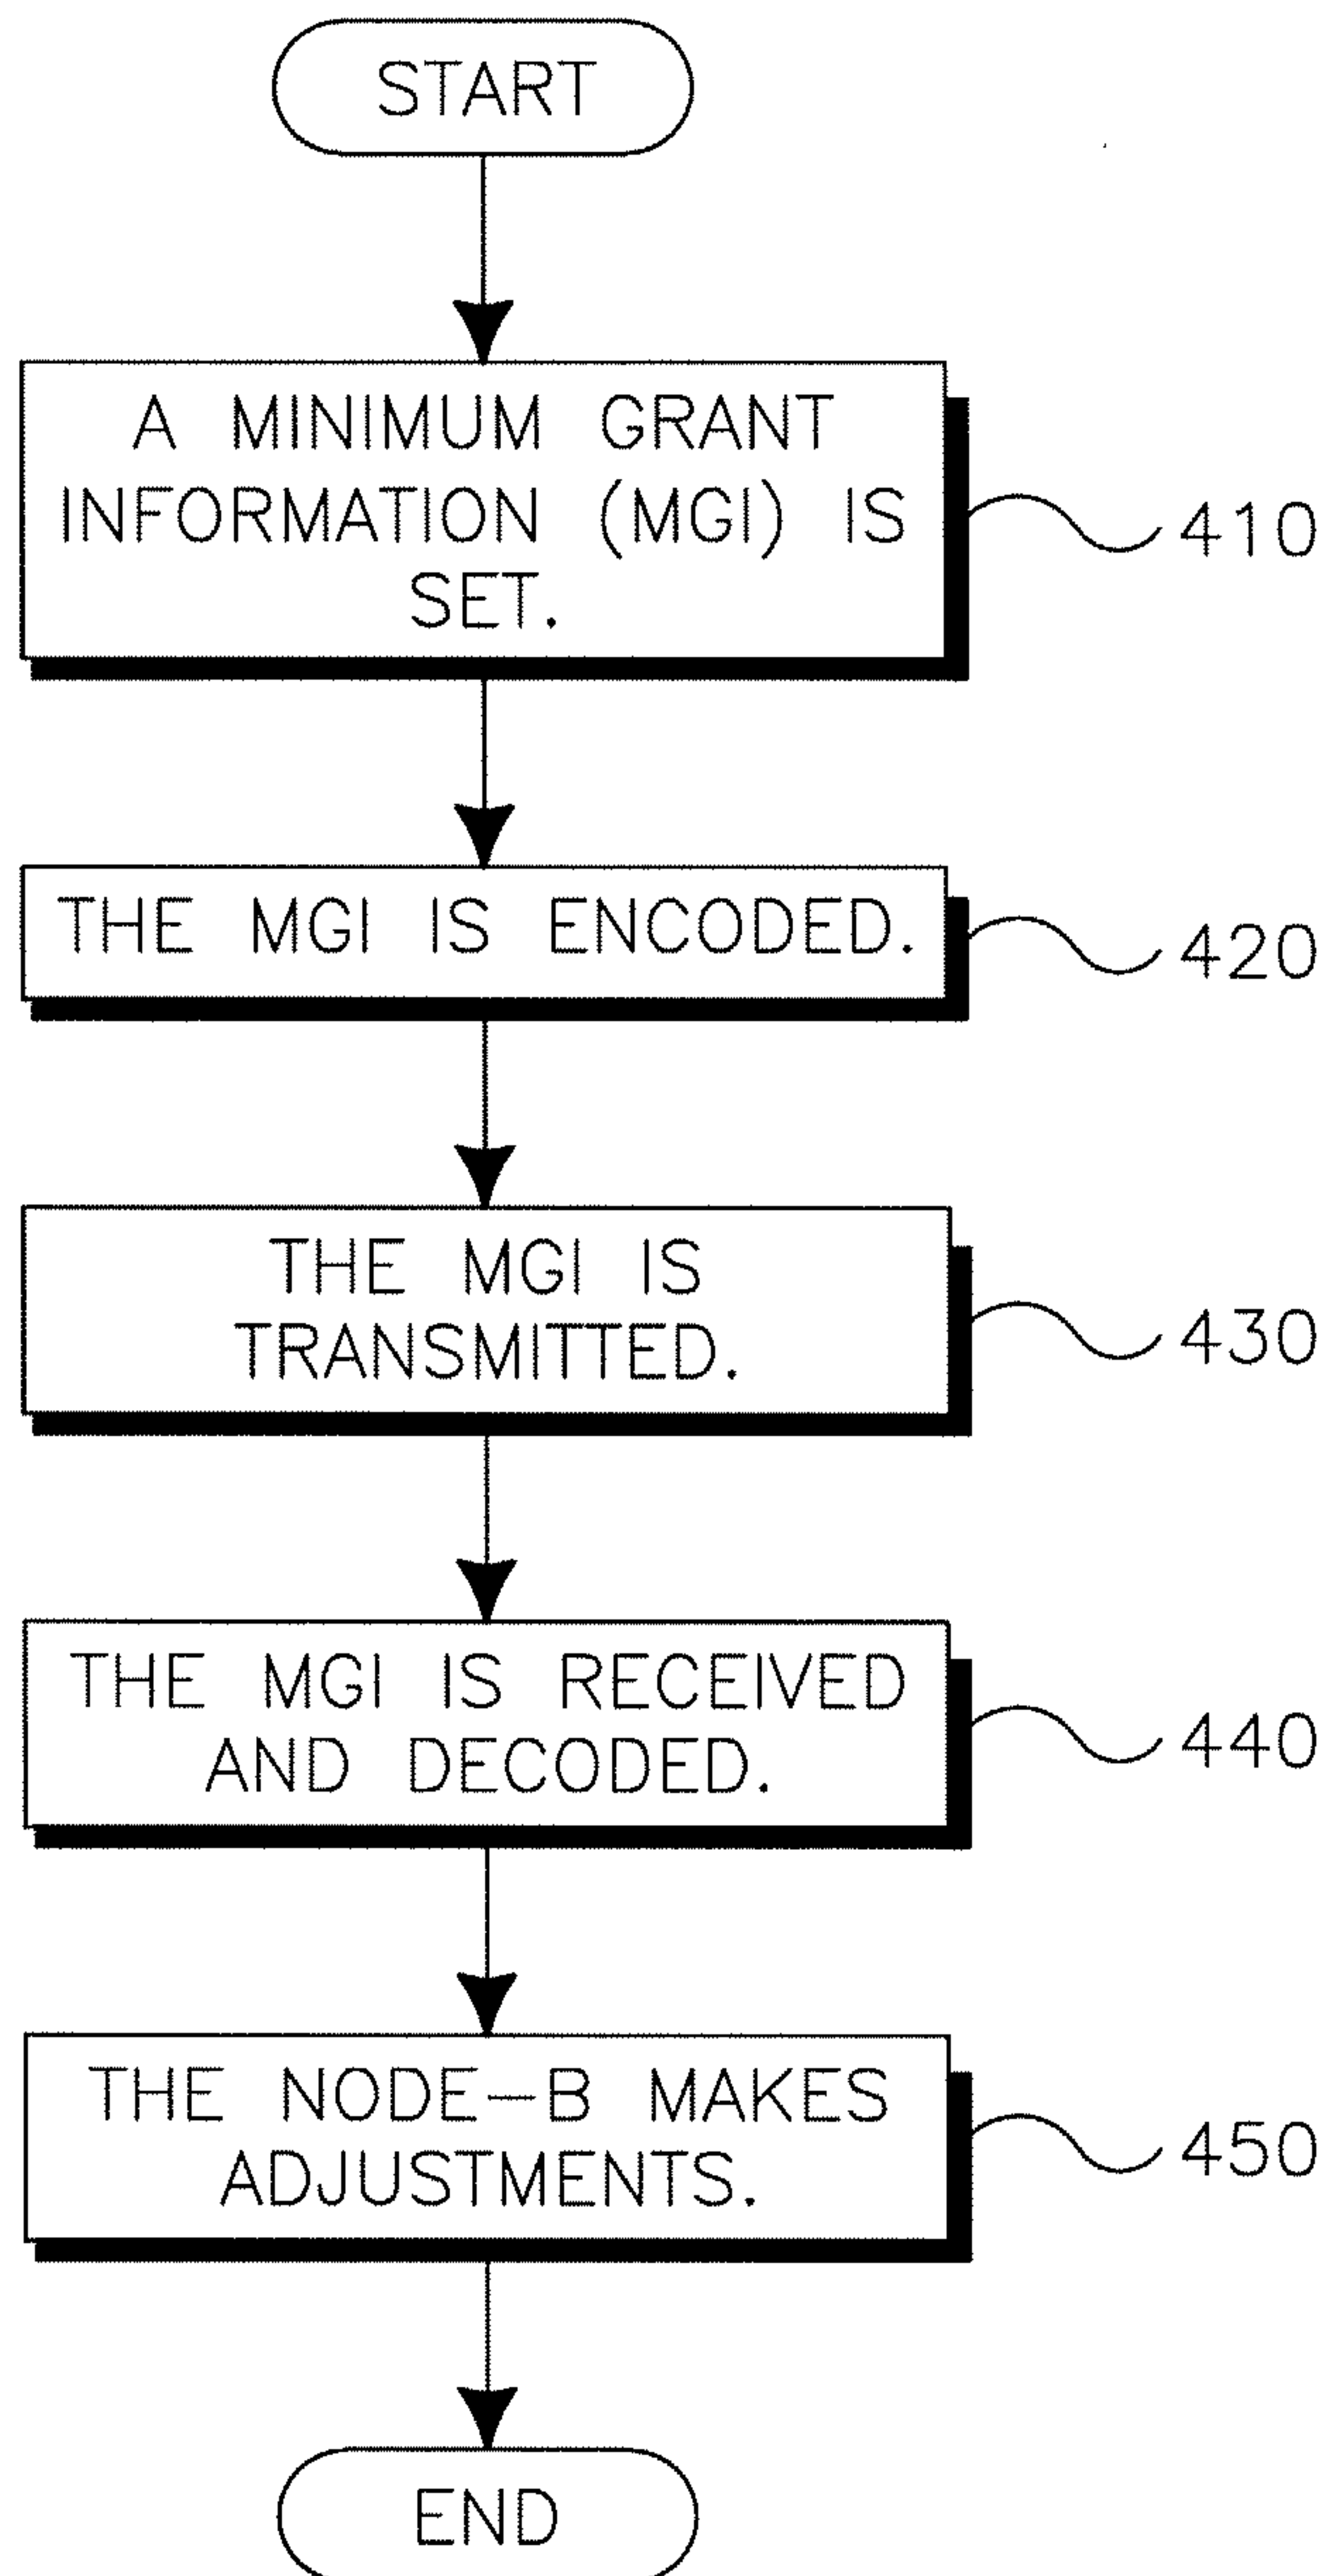 START
A MINIMUM GRANT
INFORMATION (MGI) IS
SET.
410
THE MGI IS ENCODED.
420
THE MGI IS
TRANSMITTED.
430
THE MGI IS RECEIVED
AND DECODED.
440
THE NODE-B MAKES
ADJUSTMENTS.
450
END